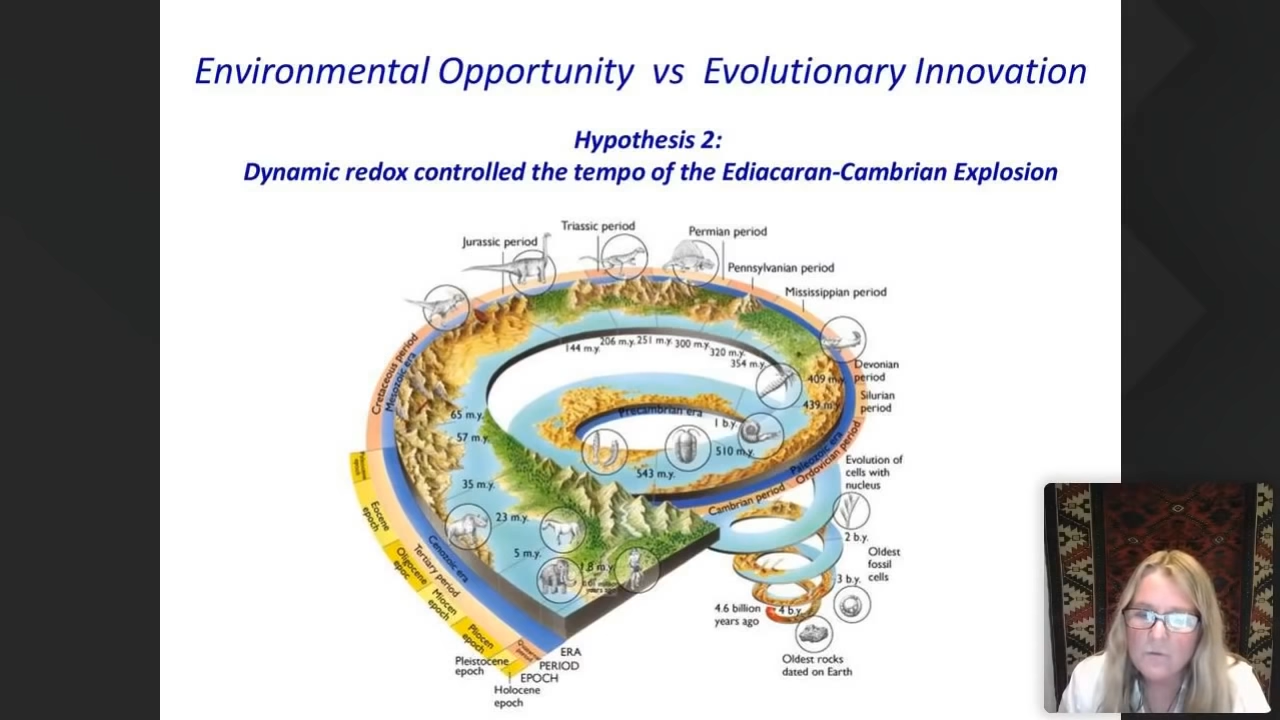 Environmental Opportunity vs Evolutionary Innovation
Hypothesis 2:
Dynamic redox controlled the tempo of the Ediacaran-Cambrian Explosion
Triassic period
Permian period
Jurassic period
Pennsylvanian period
Mississippian period
Devonian
period
Silurian
period
Cretaceous period
Mesozoic era
144 m.y.
206 m.y.
251 m.y.
300 m.y.
320 m.y.
354 m.y.
409 m.y.
439 m.y.
Precambrian era
1 b.y.
510 m.y.
543 m.y.
65 m.y.
57 m.y.
35 m.y.
23 m.y.
5 m.y.
1.8 m.y.
years ago
Paleozoic era
Ordovician period
Cambrian period
Evolution of
cells with
nucleus
2 b.y.
Oldest
fossil
cells
3 b.y.
4 b.y.
4.6 billion
years ago
Oldest rocks
dated on Earth
Eocene
epoch
Oligocene
epoc
Miocen
epoch
Pliocen
epoch
Cenozoic era
Tertiary period
Pleistocene
epoch
Holocene
epoch
ERA
PERIOD
EPOCH